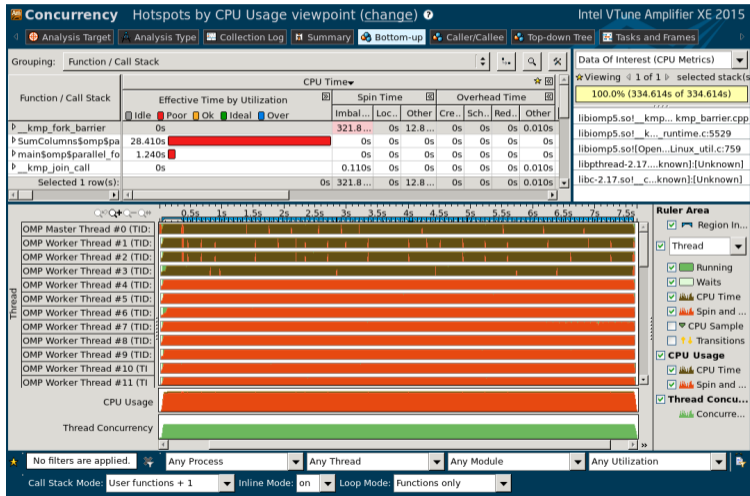 Concurrency Hotspots by CPU Usage viewpoint (change) ? Intel VTune Amplifier XE 2015
Analysis Target Analysis Type Collection Log Summary Bottom-up Caller/Callee Top-down Tree Tasks and Frames
Grouping: Function / Call Stack
Data Of Interest (CPU Metrics)
Viewing 1 of 1 selected stack(s
100.0% (334.614s of 334.614s)
Function / Call Stack
CPU Time
Effective Time by Utilization
Idle Poor Ok Ideal Over
Spin Time Overhead Time
Imbal... Loc... Other Cre... Sch.. Red.. Other
__kmp_fork_barrier 0s 321.8... 0s 12.8... 0s 0s 0s 0.010s
SumColumns$omp$pa 28.410s 0s 0s 0s 0s 0s 0s 0s
main$omp$parallel_fo 1.240s 0s 0s 0s 0s 0s 0s 0s
__kmp_join_call 0s 0.110s 0s 0s 0s 0s 0s 0.010s
Selected 1 row(s): 0s 321.8... 0s 12.8... 0s 0s 0s 0.010s
libiomp5.so!__kmp... kmp_barrier.cpp
libiomp5.so!__k..._runtime.c:5529
libiomp5.so![Open...Linux_util.c:759
libpthread-2.17....known]:[Unknown]
libc-2.17.so!__c...known]:[Unknown]
0.5s 1s 1.5s 2s 2.5s 3s 3.5s 4s 4.5s 5s 5.5s 6s 6.5s 7s 7.5s
Thread
OMP Master Thread #0 (TID:
OMP Worker Thread #1 (TID:
OMP Worker Thread #2 (TID:
OMP Worker Thread #3 (TID:
OMP Worker Thread #4 (TID:
OMP Worker Thread #5 (TID:
OMP Worker Thread #6 (TID:
OMP Worker Thread #7 (TID:
OMP Worker Thread #8 (TID:
OMP Worker Thread #9 (TID:
OMP Worker Thread #10 (TI
OMP Worker Thread #11 (TI
CPU Usage
Thread Concurrency
Ruler Area
Region In...
Thread
Running
Waits
CPU Time
Spin and ...
CPU Sample
Transitions
CPU Usage
CPU Time
Spin and ...
Thread Concu...
Concurre...
No filters are applied. Any Process Any Thread Any Module Any Utilization
Call Stack Mode: User functions + 1 Inline Mode: on Loop Mode: Functions only